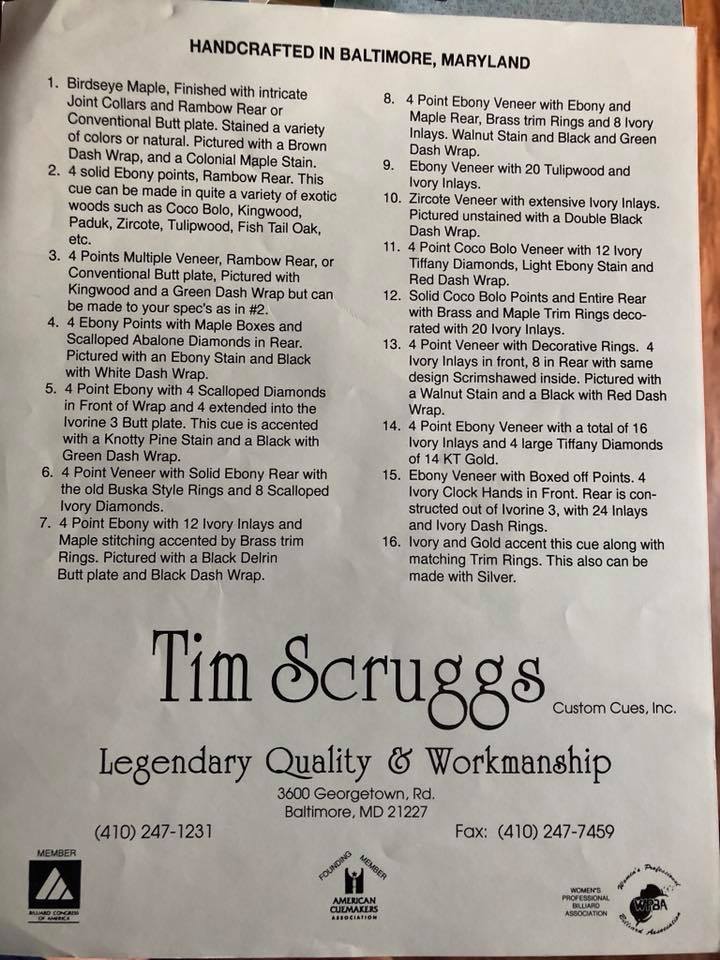 HANDCRAFTED IN BALTIMORE, MARYLAND
1. Birdseye Maple, Finished with intricate
Joint Collars and Rambow Rear or
Conventional Butt plate. Stained a variety
of colors or natural. Pictured with a Brown
Dash Wrap, and a Colonial Maple Stain.
2. 4 solid Ebony points, Rambow Rear. This
cue can be made in quite a variety of exotic
woods such as Coco Bolo, Kingwood,
Paduk, Zircote, Tulipwood, Fish Tail Oak,
etc.
3. 4 Points Multiple Veneer, Rambow Rear, or
Conventional Butt plate, Pictured with
Kingwood and a Green Dash Wrap but can
be made to your spec's as in #2.
4. 4 Ebony Points with Maple Boxes and
Scalloped Abalone Diamonds in Rear.
Pictured with an Ebony Stain and Black
with White Dash Wrap.
5. 4 Point Ebony with 4 Scalloped Diamonds
in Front of Wrap and 4 extended into the
Ivorine 3 Butt plate. This cue is accented
with a Knotty Pine Stain and a Black with
Green Dash Wrap.
6. 4 Point Veneer with Solid Ebony Rear with
the old Buska Style Rings and 8 Scalloped
Ivory Diamonds.
7. 4 Point Ebony with 12 Ivory Inlays and
Maple stitching accented by Brass trim
Rings. Pictured with a Black Delrin
Butt plate and Black Dash Wrap.
8. 4 Point Ebony Veneer with Ebony and
Maple Rear, Brass trim Rings and 8 Ivory
Inlays. Walnut Stain and Black and Green
Dash Wrap.
9. Ebony Veneer with 20 Tulipwood and
Ivory Inlays.
10. Zircote Veneer with extensive Ivory Inlays.
Pictured unstained with a Double Black
Dash Wrap.
11. 4 Point Coco Bolo Veneer with 12 Ivory
Tiffany Diamonds, Light Ebony Stain and
Red Dash Wrap.
12. Solid Coco Bolo Points and Entire Rear
with Brass and Maple Trim Rings deco-
rated with 20 Ivory Inlays.
13. 4 Point Veneer with Decorative Rings. 4
Ivory Inlays in front, 8 in Rear with same
design Scrimshawed inside. Pictured with
a Walnut Stain and a Black with Red Dash
Wrap.
14. 4 Point Ebony Veneer with a total of 16
Ivory Inlays and 4 large Tiffany Diamonds
of 14 KT Gold.
15. Ebony Veneer with Boxed off Points. 4
Ivory Clock Hands in Front. Rear is con-
structed out of Ivorine 3, with 24 Inlays
and Ivory Dash Rings.
16. Ivory and Gold accent this cue along with
matching Trim Rings. This also can be
made with Silver.
Tim Scruggs
Custom Cues, Inc.
Legendary Quality & Workmanship
3600 Georgetown, Rd.
Baltimore, MD 21227
(410) 247-1231
Fax: (410) 247-7459
MEMBER
BILLIARD CONGRESS
OF AMERICA
FOUNDING MEMBER
AMERICAN
CUEMAKERS
ASSOCIATION
WOMEN'S
PROFESSIONAL
BILLIARD
ASSOCIATION
Women's Professional
WPBA
Billiard Association